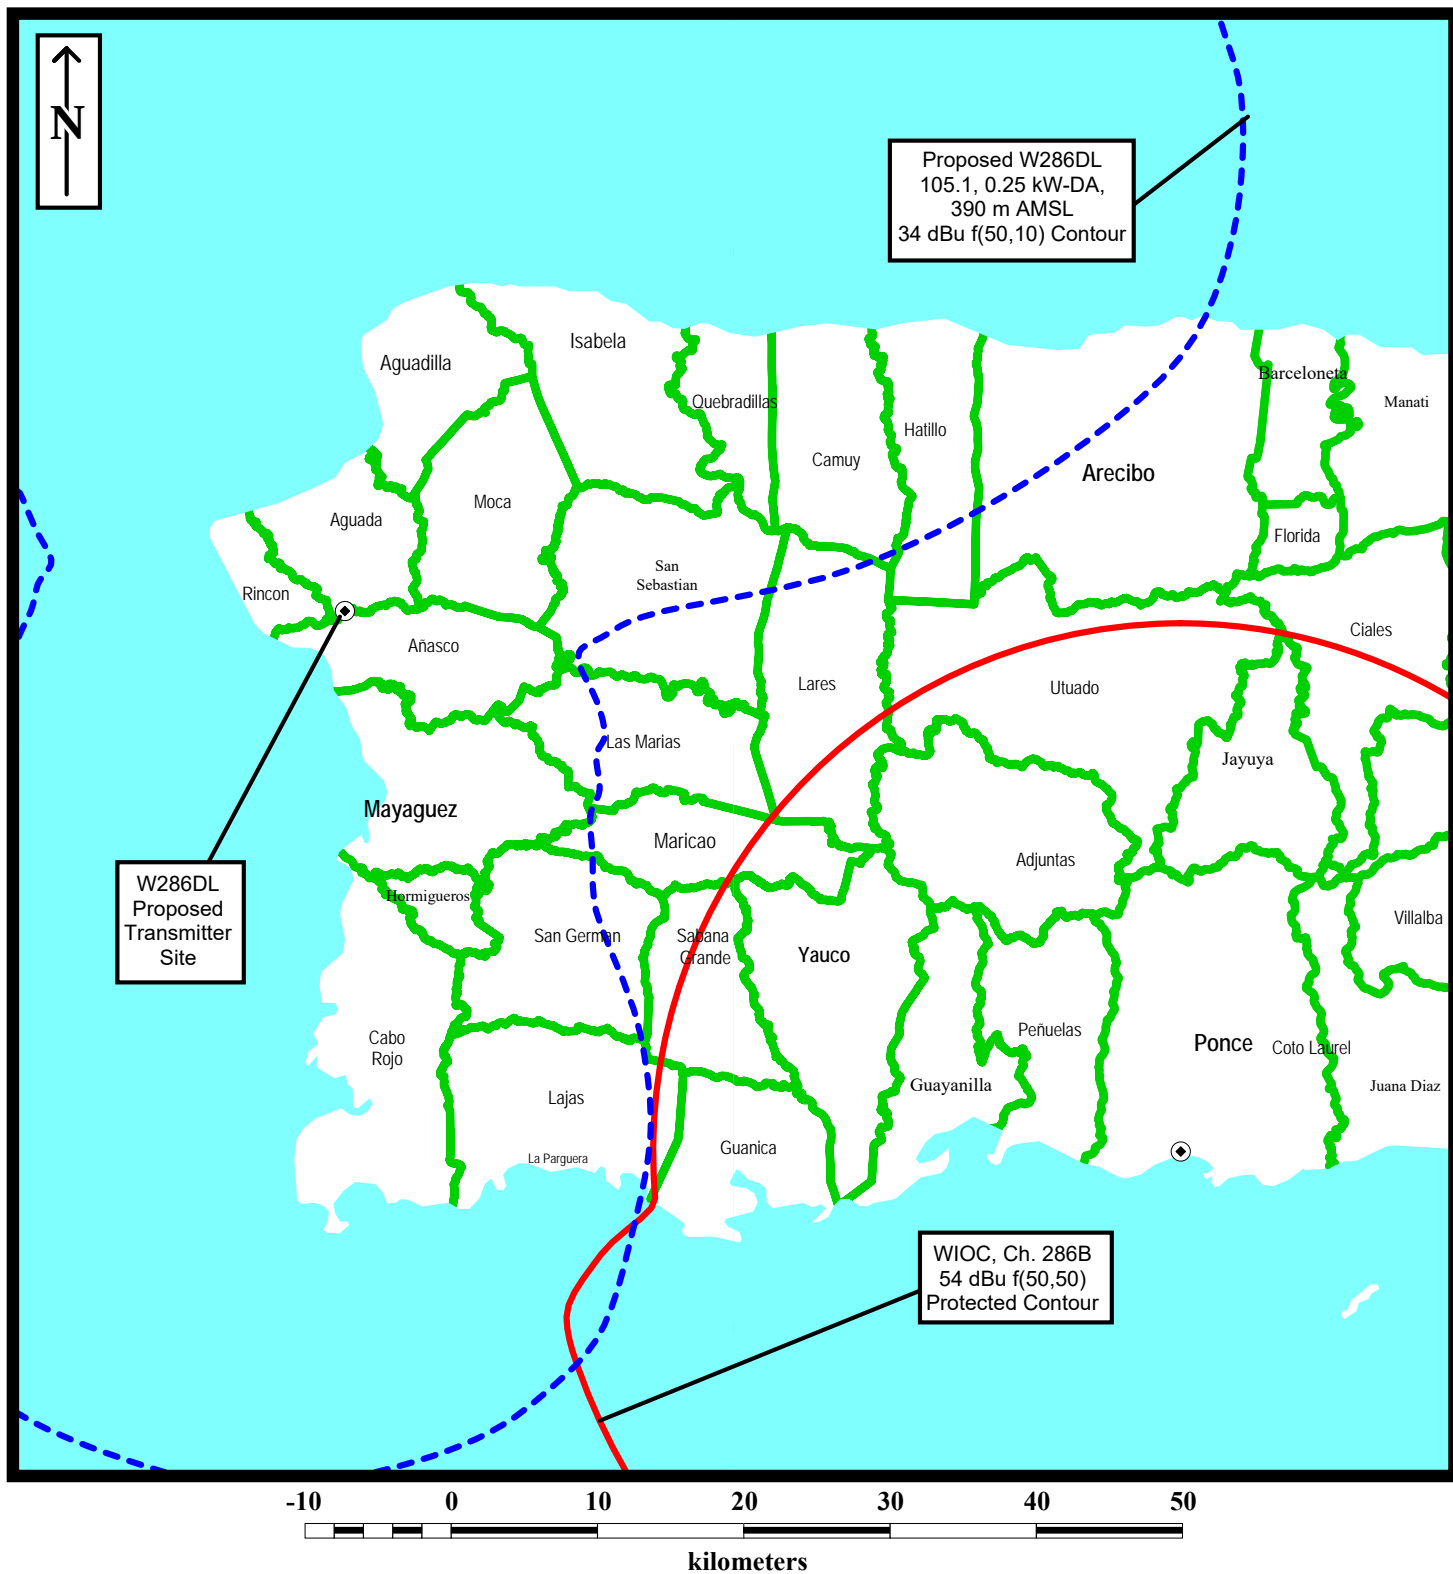 N
Proposed W286DL
105.1, 0.25 kW-DA,
390 m AMSL
34 dBu f(50,10) Contour
Isabela
Aguadilla
Quebradillas
Barceloneta
Manati
Hatillo
Camuy
Arecibo
Moca
Aguada
Florida
San
Sebastian
Rincon
Ciales
Añasco
Lares
Utuado
Las Marias
Jayuya
Mayaguez
Maricao
Adjuntas
W286DL
Proposed
Transmitter
Site
Hormigueros
Villalba
San German
Sabana
Grande
Yauco
Cabo
Rojo
Peñuelas
Ponce
Coto Laurel
Guayanilla
Juana Diaz
Lajas
Guanica
La Parguera
WIOC, Ch. 286B
54 dBu f(50,50)
Protected Contour
-10 0 10 20 30 40 50
kilometers